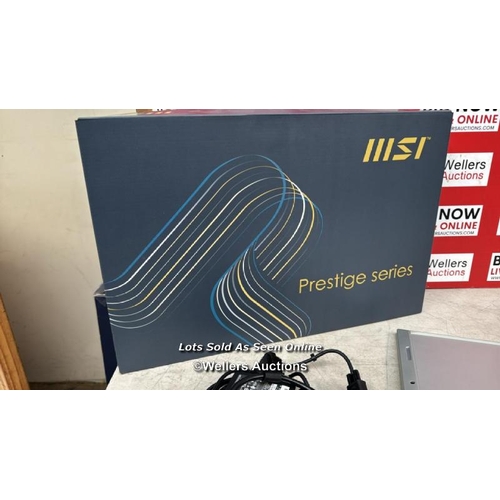 msi
Prestige series
NOW
& ONLINE
Wellers
Auctions
NOW
& ONLINE
Wellers
Auctions
Lots Sold As Seen Online
©Wellers Auctions